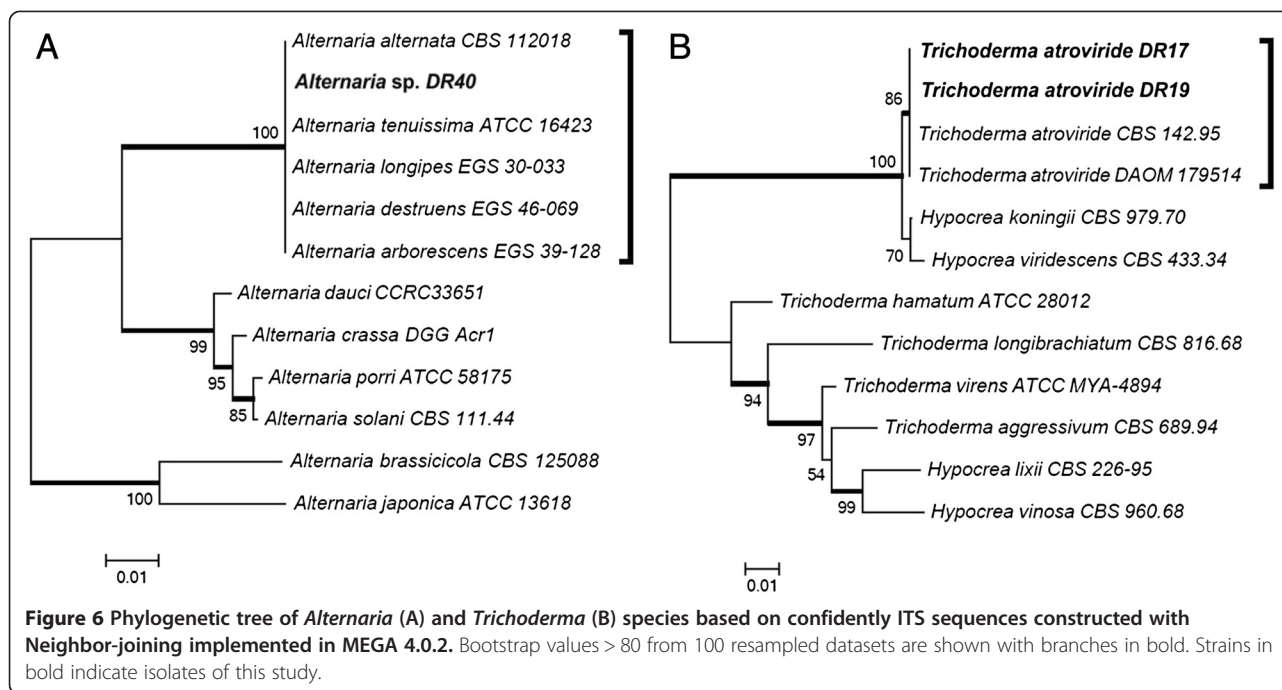 A
Alternaria alternata CBS 112018
Alternaria sp. DR40
Alternaria tenuissima ATCC 16423
100
Alternaria longipes EGS 30-033
Alternaria destruens EGS 46-069
Alternaria arborescens EGS 39-128
Alternaria dauci CCRC33651
Alternaria crassa DGG Acr1
99
95
Alternaria porri ATCC 58175
85
Alternaria solani CBS 111.44
Alternaria brassicicola CBS 125088
100
Alternaria japonica ATCC 13618
0.01
B
Trichoderma atroviride DR17
86
Trichoderma atroviride DR19
Trichoderma atroviride CBS 142.95
100
Trichoderma atroviride DAOM 179514
Hypocrea koningii CBS 979.70
70
Hypocrea viridescens CBS 433.34
Trichoderma hamatum ATCC 28012
Trichoderma longibrachiatum CBS 816.68
94
Trichoderma virens ATCC MYA-4894
97
Trichoderma aggressivum CBS 689.94
54
Hypocrea lixii CBS 226-95
99
Hypocrea vinosa CBS 960.68
0.01
Figure 6 Phylogenetic tree of Alternaria (A) and Trichoderma (B) species based on confidently ITS sequences constructed with
Neighbor-joining implemented in MEGA 4.0.2. Bootstrap values > 80 from 100 resampled datasets are shown with branches in bold. Strains in
bold indicate isolates of this study.